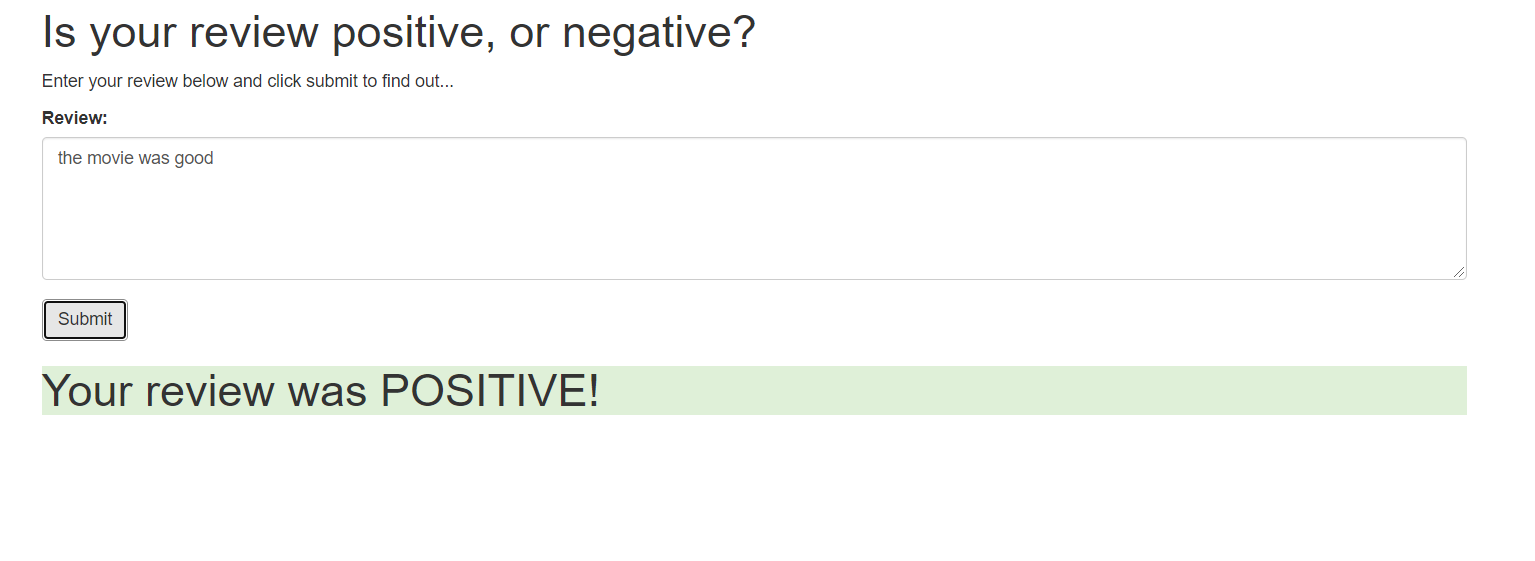 Is your review positive, or negative?
Enter your review below and click submit to find out...
Review:
the movie was good
Submit
Your review was POSITIVE!